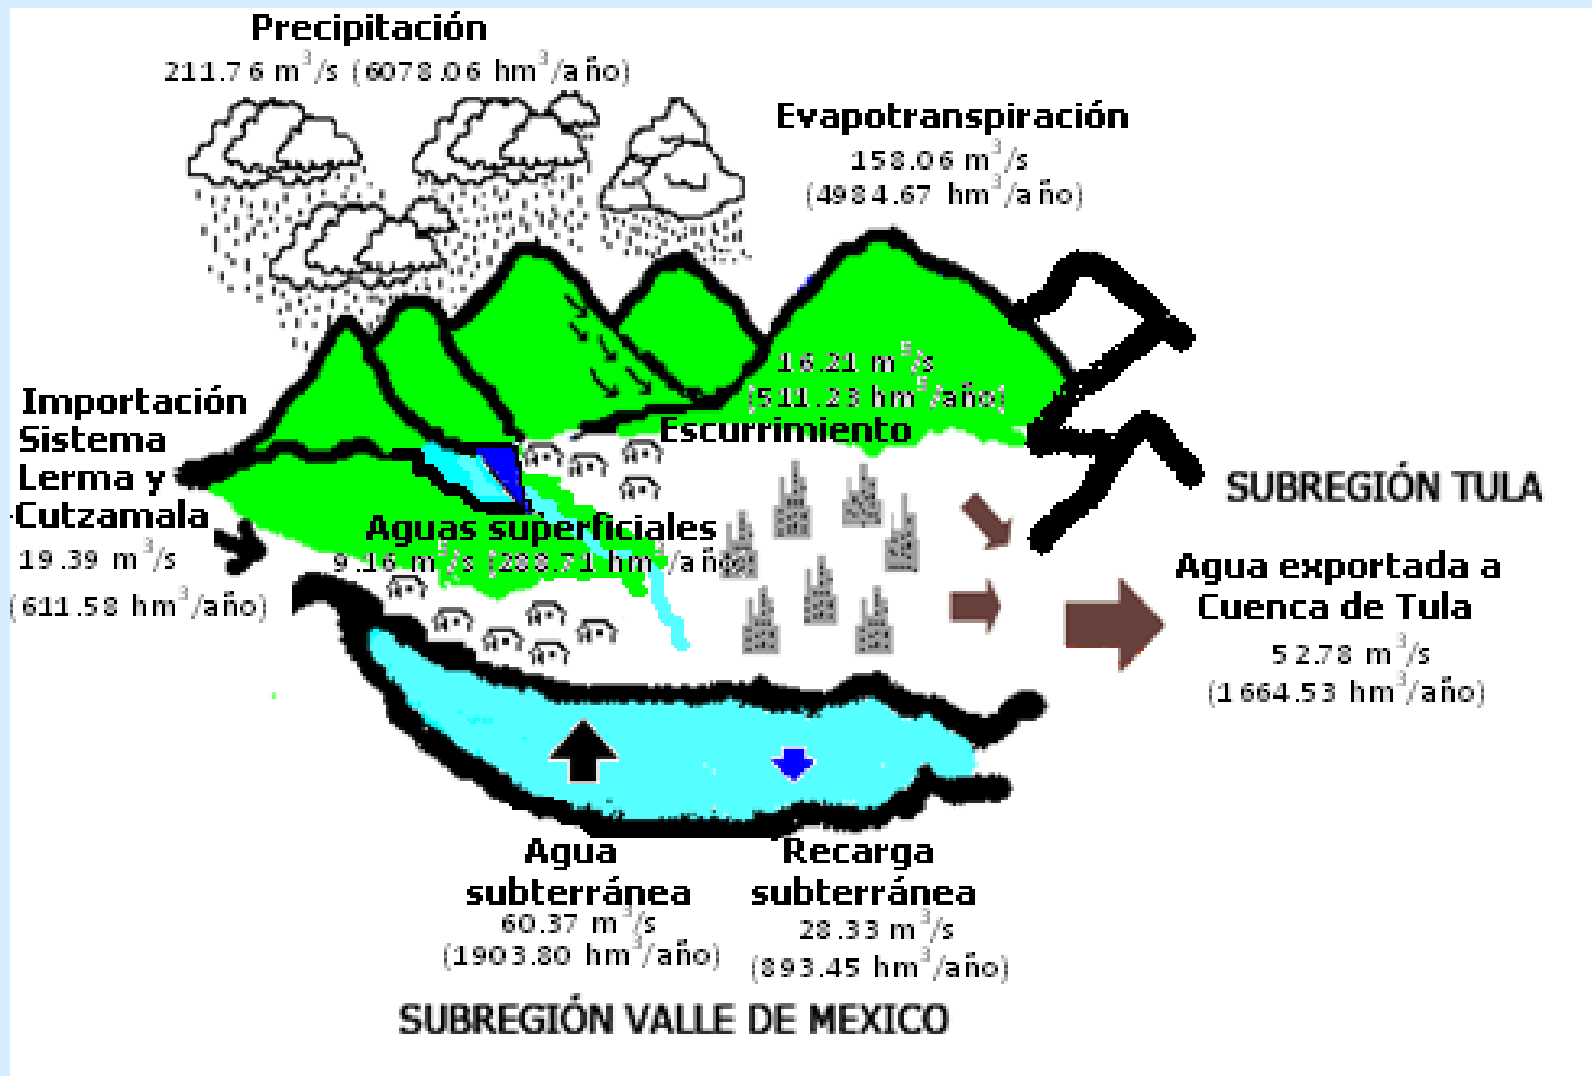 Precipitación
211.76 m³/s (6078.06 hm³/año)
Evapotranspiración
158.06 m³/s
(4984.67 hm³/año)
16.21 m³/s
(511.23 hm³/año)
Escurrimiento
Importación
Sistema
Lerma y
Cutzamala
19.39 m³/s
(611.58 hm³/año)
Aguas superficiales
9.16 m³/s (288.71 hm³/año)
SUBREGIÓN TULA
Agua exportada a
Cuenca de Tula
52.78 m³/s
(1664.53 hm³/año)
Agua
subterránea
60.37 m³/s
(1903.80 hm³/año)
Recarga
subterránea
28.33 m³/s
(893.45 hm³/año)
SUBREGIÓN VALLE DE MEXICO